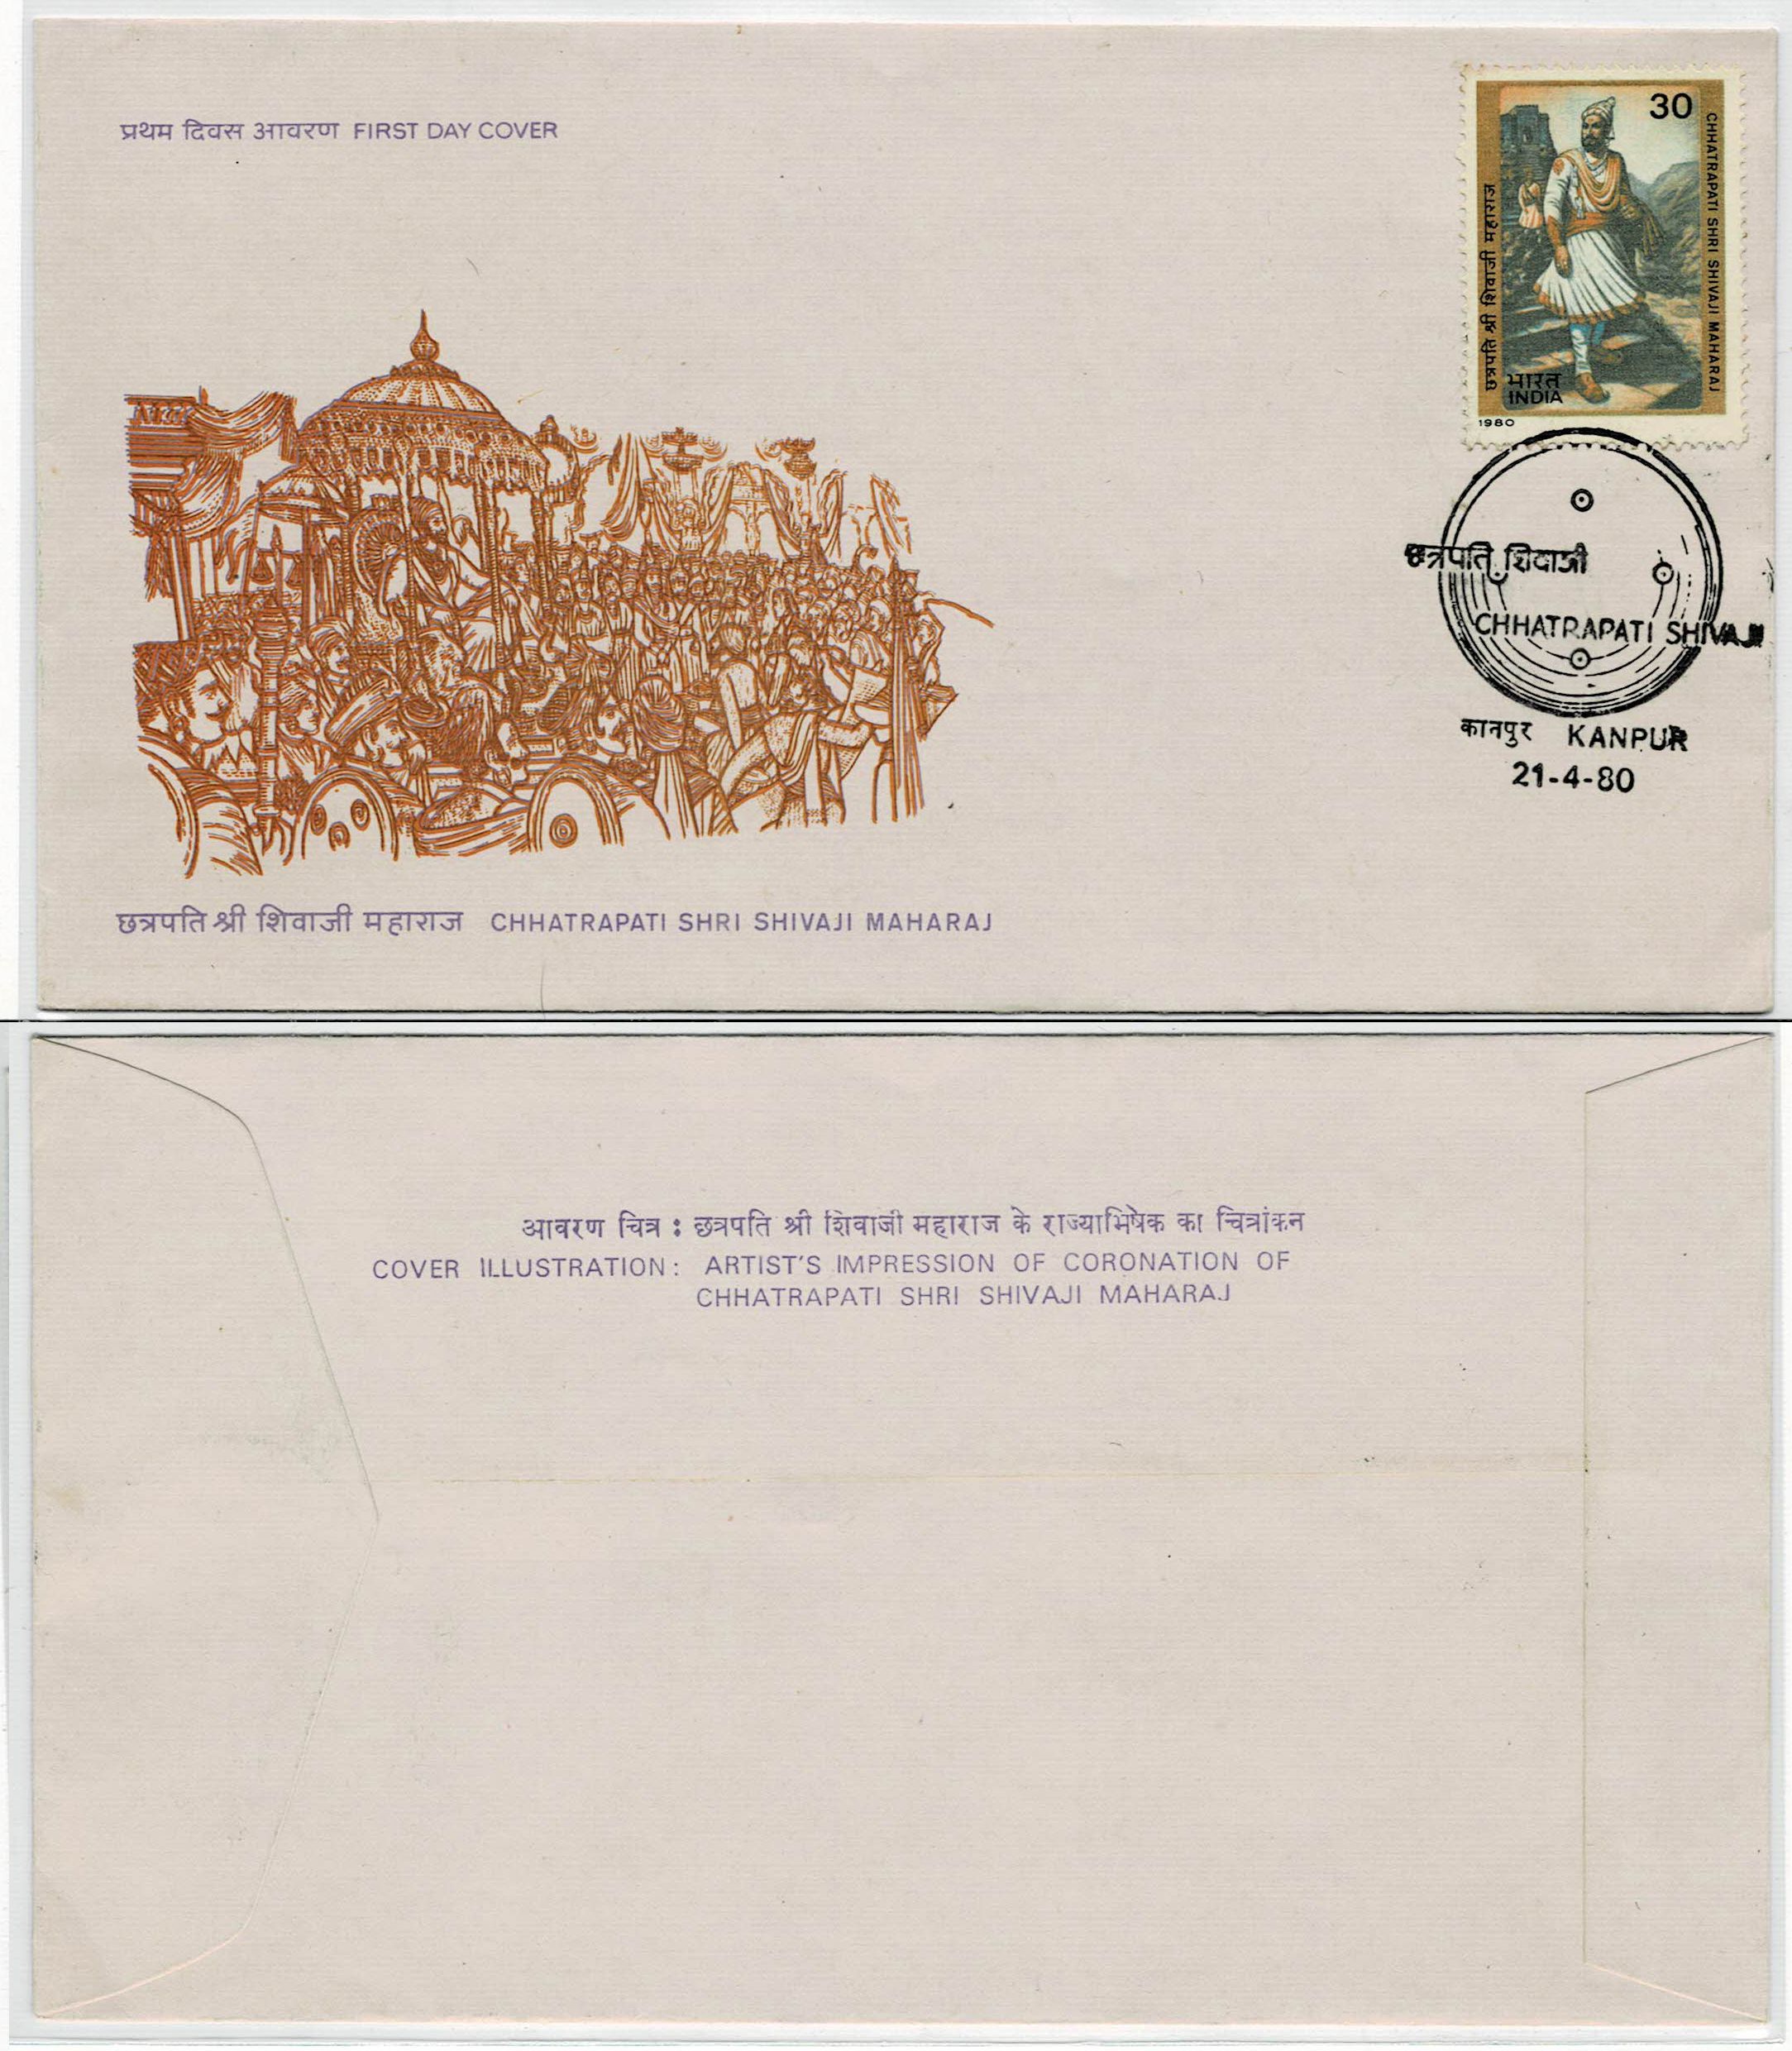 प्रथम दिवस आवरण FIRST DAY COVER
30
छत्रपति श्री शिवाजी महाराज
CHHATRAPATI SHRI SHIVAJI MAHARAJ
भारत
INDIA
1980
छत्रपति शिवाजी
CHHATRAPATI SHIVAJI
कानपुर KANPUR
21-4-80
छत्रपति श्री शिवाजी महाराज CHHATRAPATI SHRI SHIVAJI MAHARAJ
आवरण चित्र : छत्रपति श्री शिवाजी महाराज के राज्याभिषेक का चित्रांकन
COVER ILLUSTRATION: ARTIST'S IMPRESSION OF CORONATION OF
CHHATRAPATI SHRI SHIVAJI MAHARAJ